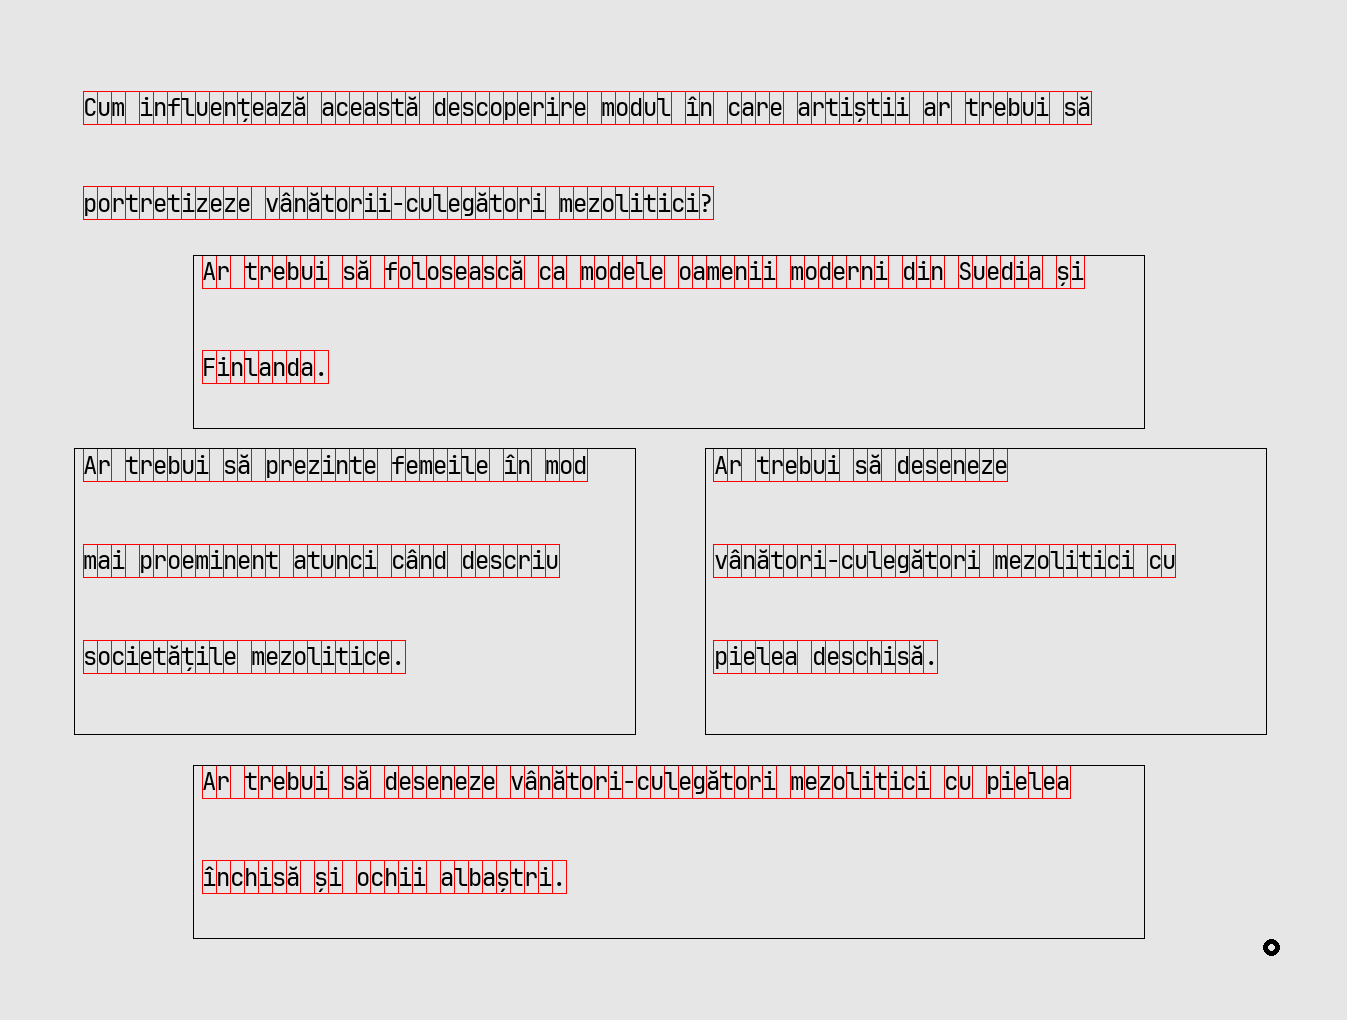 Cum influențează această descoperire modul în care artiștii ar trebui să
portretizeze vânătorii-culegători mezolitici?
Ar trebui să folosească ca modele oamenii moderni din Suedia și
Finlanda.
Ar trebui să prezinte femeile în mod
mai proeminent atunci când descriu
societățile mezolitice.
Ar trebui să deseneze
vânători-culegători mezolitici cu
pielea deschisă.
Ar trebui să deseneze vânători-culegători mezolitici cu pielea
închisă și ochii albaștri.